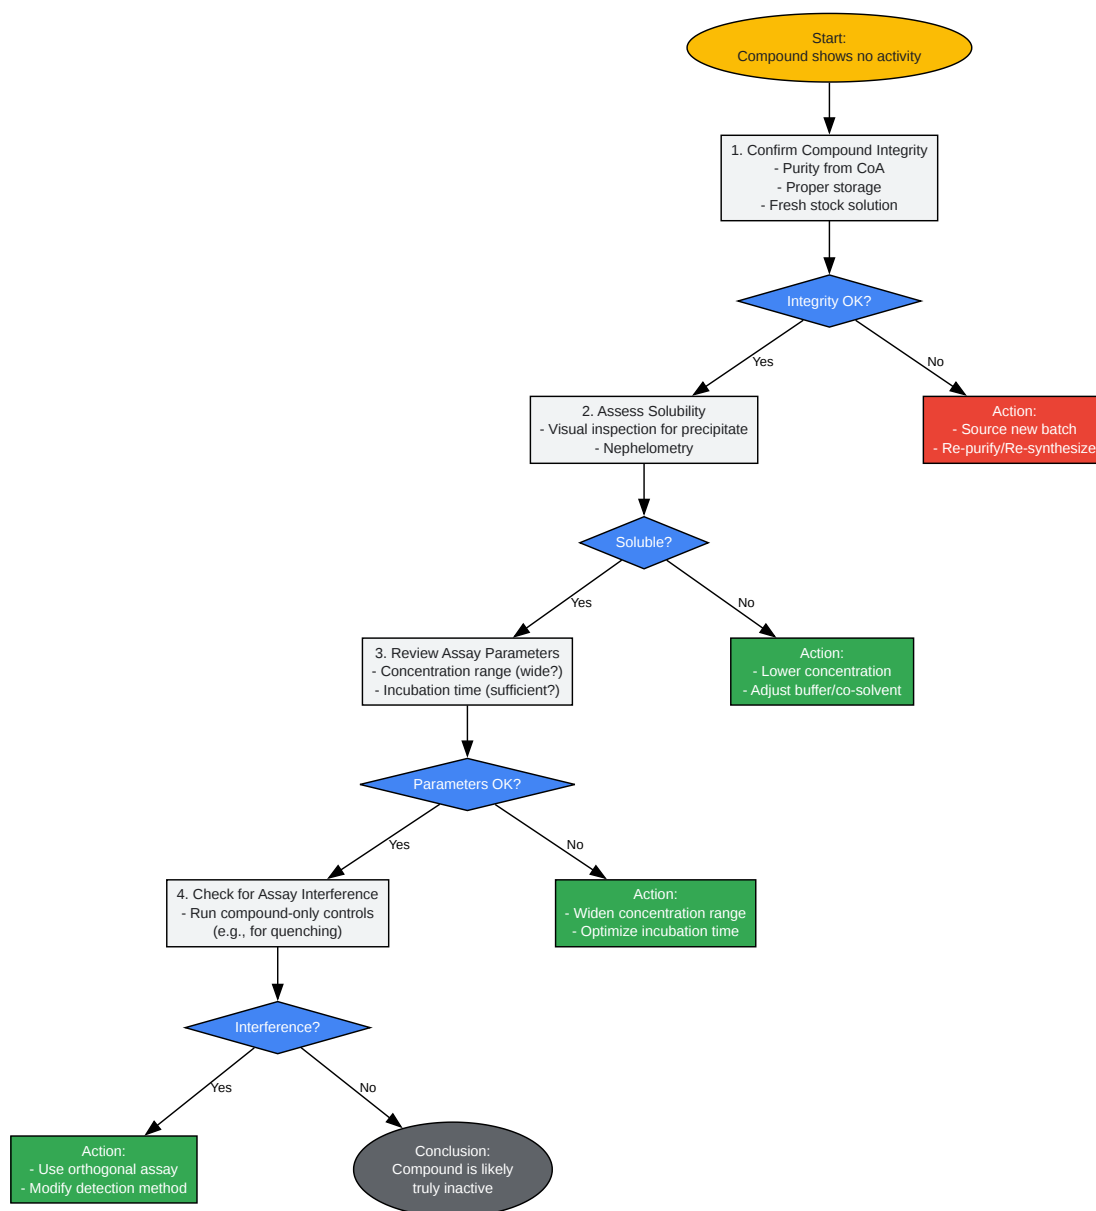 Start:
Compound shows no activity
1. Confirm Compound Integrity
- Purity from CoA
- Proper storage
- Fresh stock solution
Integrity OK?
Yes
No
2. Assess Solubility
- Visual inspection for precipitate
- Nephelometry
Action:
- Source new batch
- Re-purify/Re-synthesize
Soluble?
Yes
No
3. Review Assay Parameters
- Concentration range (wide?)
- Incubation time (sufficient?)
Action:
- Lower concentration
- Adjust buffer/co-solvent
Parameters OK?
Yes
No
4. Check for Assay Interference
- Run compound-only controls
(e.g., for quenching)
Action:
- Widen concentration range
- Optimize incubation time
Interference?
Yes
No
Action:
- Use orthogonal assay
- Modify detection method
Conclusion:
Compound is likely
truly inactive